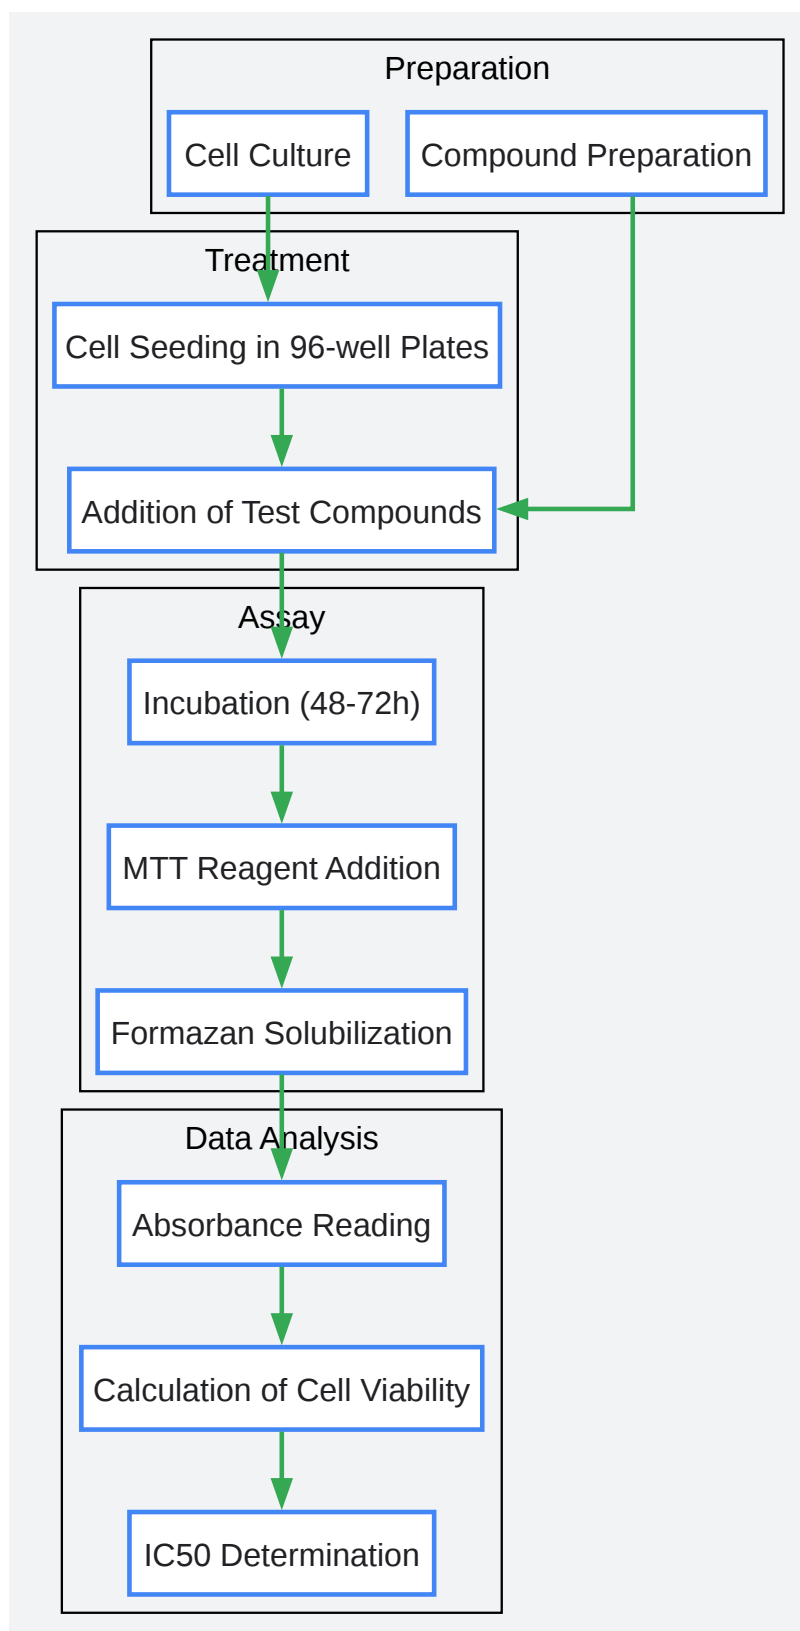 Preparation
Cell Culture
Compound Preparation
Treatment
Cell Seeding in 96-well Plates
Addition of Test Compounds
Assay
Incubation (48-72h)
MTT Reagent Addition
Formazan Solubilization
Data Analysis
Absorbance Reading
Calculation of Cell Viability
IC50 Determination